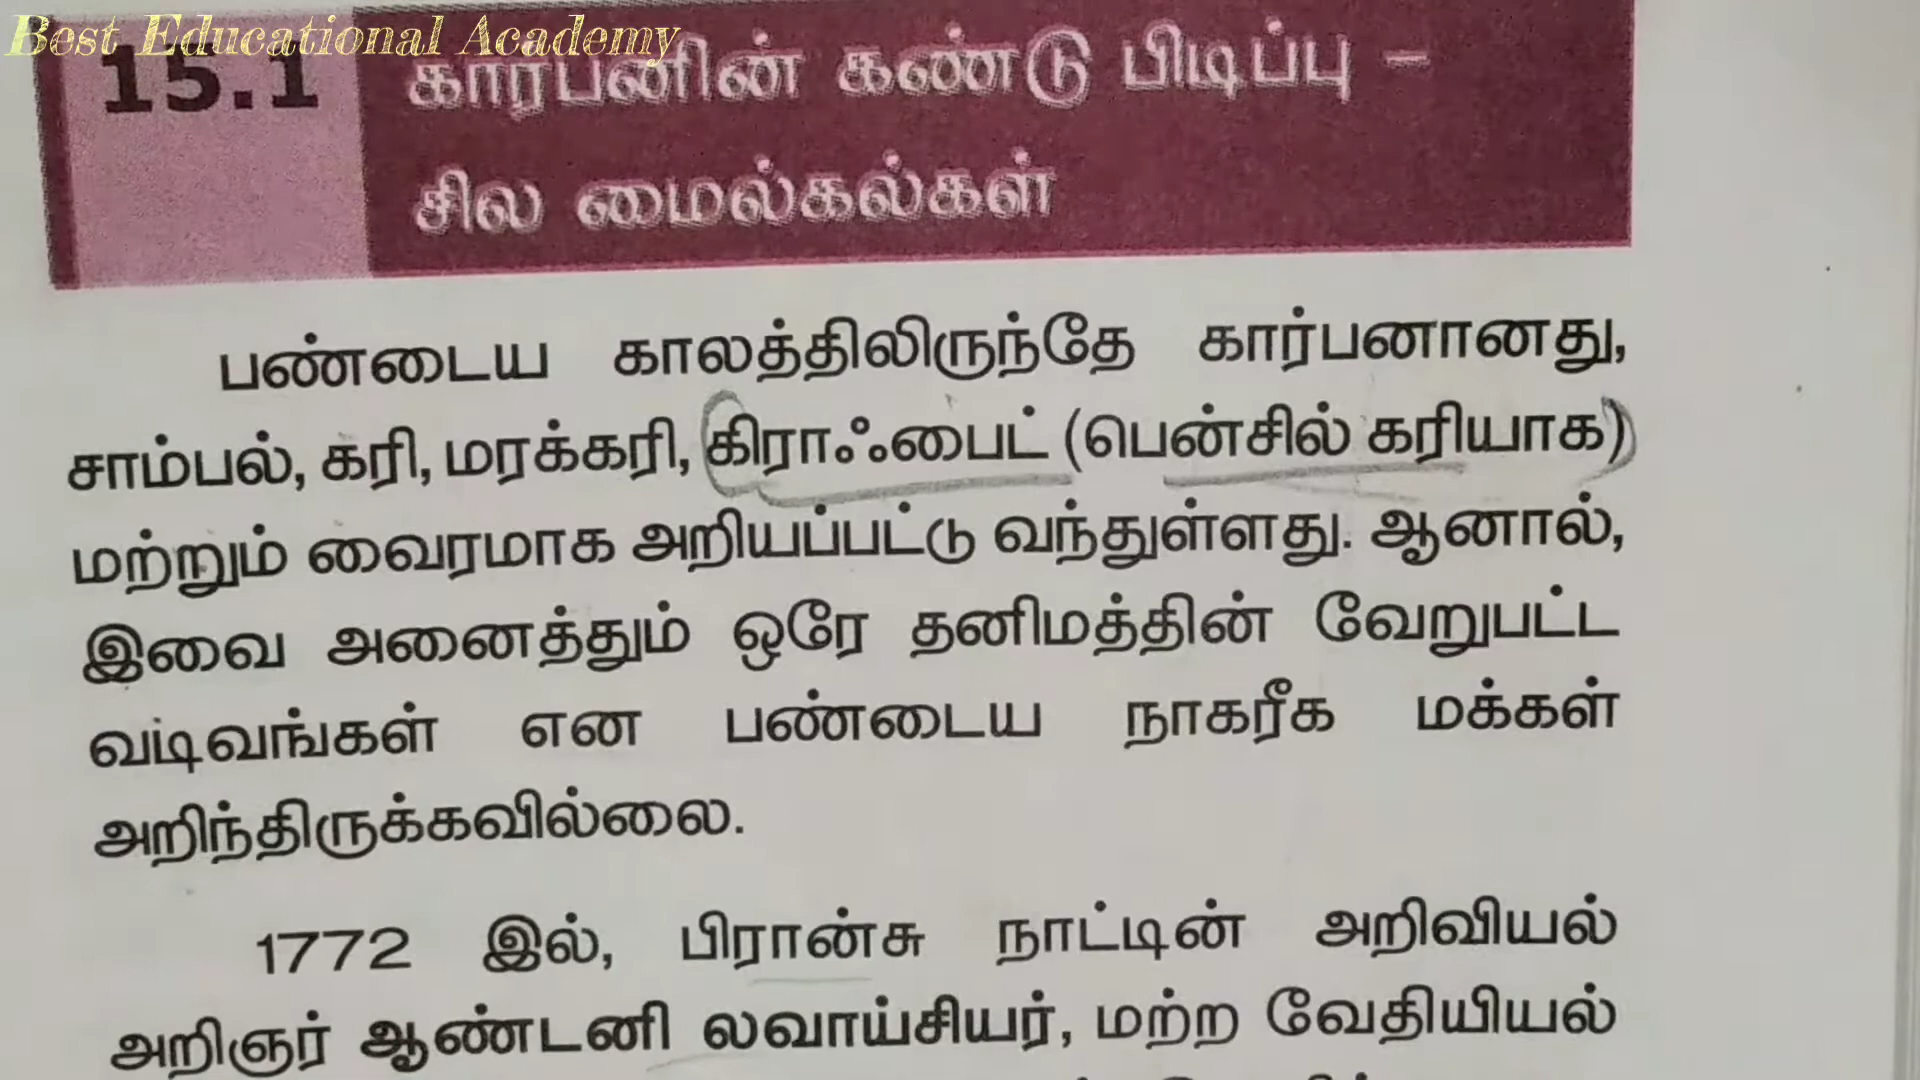 Best Educational Academy
15.1 கார்பனின் கண்டு பிடிப்பு –
சில மைல்கல்கள்
பண்டைய காலத்திலிருந்தே கார்பனானது,
சாம்பல், கரி, மரக்கரி, கிராஃபைட் (பென்சில் கரியாக)
மற்றும் வைரமாக அறியப்பட்டு வந்துள்ளது. ஆனால்,
இவை அனைத்தும் ஒரே தனிமத்தின் வேறுபட்ட
வடிவங்கள் என பண்டைய நாகரீக மக்கள்
அறிந்திருக்கவில்லை.
1772 இல், பிரான்சு நாட்டின் அறிவியல்
அறிஞர் ஆண்டனி லவாய்சியர், மற்ற வேதியியல்